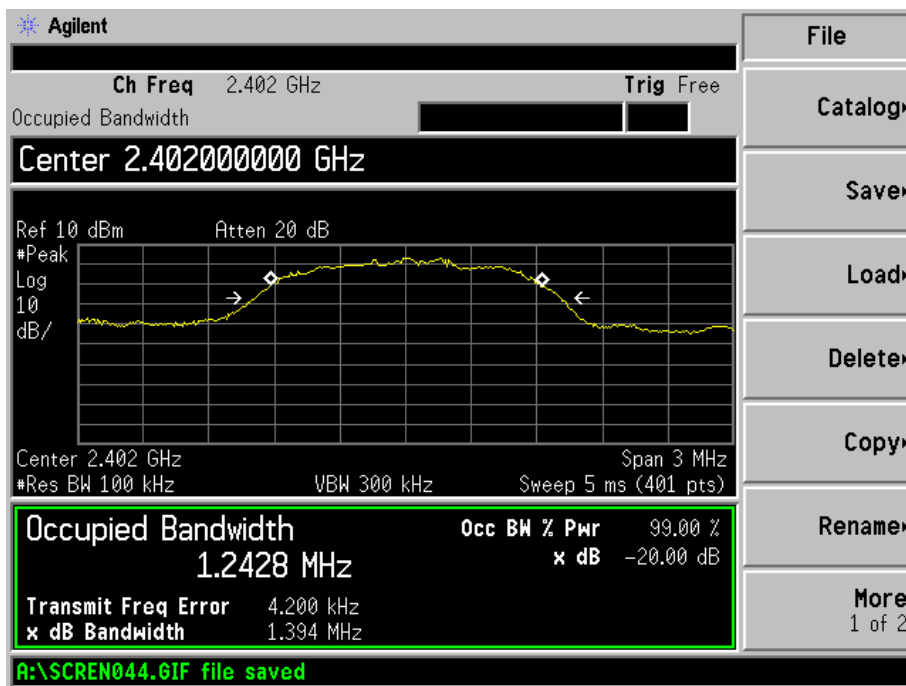 Agilent
File
Ch Freq 2.402 GHz Trig Free
Occupied Bandwidth
Catalog
Center 2.402000000 GHz
Save
Ref 10 dBm Atten 20 dB
#Peak
Log
10
dB/
Load
Delete
Copy
Center 2.402 GHz Span 3 MHz
#Res BW 100 kHz VBW 300 kHz Sweep 5 ms (401 pts)
Occupied Bandwidth Occ BW % Pwr 99.00 %
1.2428 MHz x dB -20.00 dB
Rename
Transmit Freq Error 4.200 kHz
x dB Bandwidth 1.394 MHz
More
1 of 2
A:\SCREN044.GIF file saved